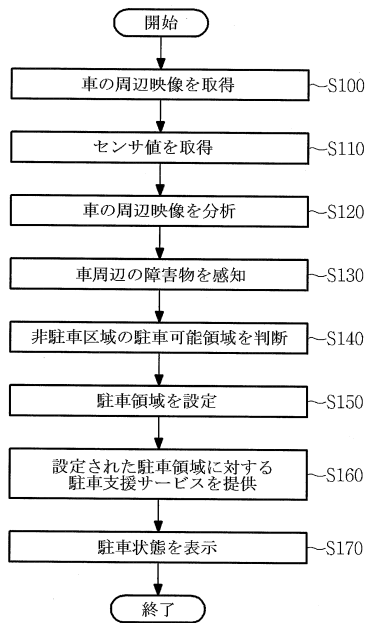 開始
車の周辺映像を取得
S100
センサ値を取得
S110
車の周辺映像を分析
S120
車周辺の障害物を感知
S130
非駐車区域の駐車可能領域を判断
S140
駐車領域を設定
S150
設定された駐車領域に対する
駐車支援サービスを提供
S160
駐車状態を表示
S170
終了